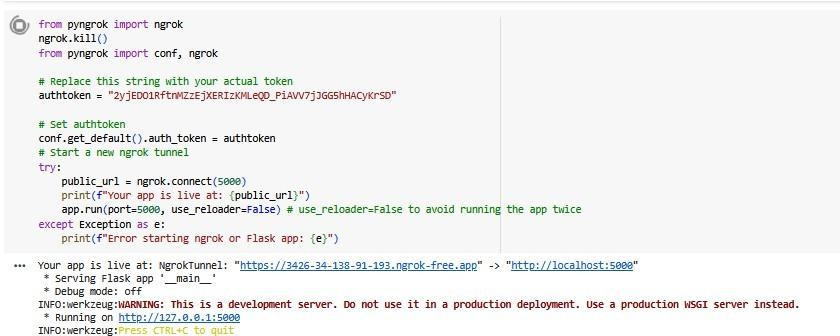 from pyngrok import ngrok
ngrok.kill()
from pyngrok import conf, ngrok
# Replace this string with your actual token
authtoken = "2yjEDO1RftnMZzEjXERIzKMLeQD_PiAVV7jJGG5hHACyKrSD"
# Set authtoken
conf.get_default().auth_token = authtoken
# Start a new ngrok tunnel
try:
    public_url = ngrok.connect(5000)
    print(f"Your app is live at: {public_url}")
    app.run(port=5000, use_reloader=False) # use_reloader=False to avoid running the app twice
except Exception as e:
    print(f"Error starting ngrok or Flask app: {e}")
Your app is live at: NgrokTunnel: "https://3426-34-138-91-193.ngrok-free.app" -> "http://localhost:5000"
 * Serving Flask app '__main__'
 * Debug mode: off
INFO:werkzeug:WARNING: This is a development server. Do not use it in a production deployment. Use a production WSGI server instead.
 * Running on http://127.0.0.1:5000
INFO:werkzeug:Press CTRL+C to quit